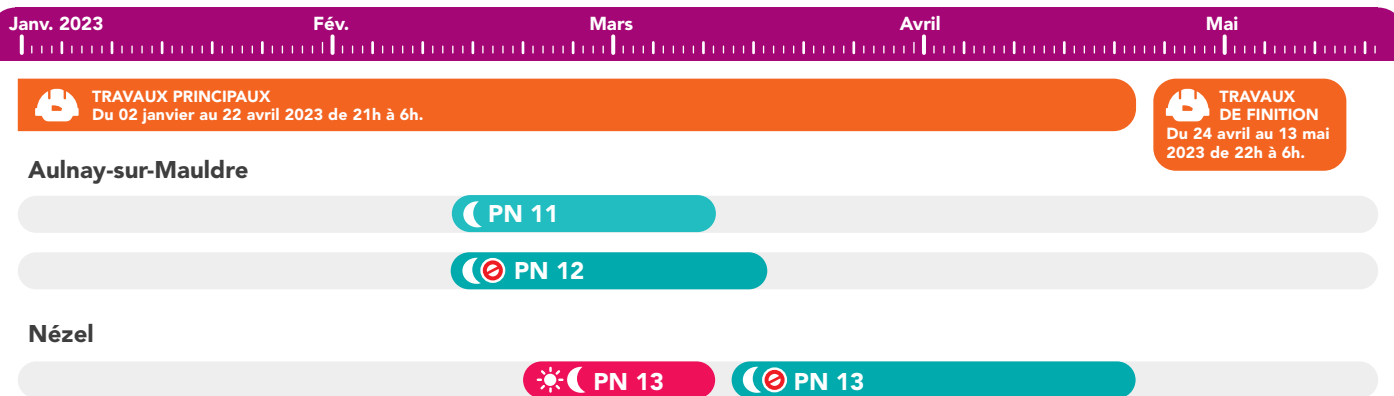 Janv. 2023 Fév. Mars Avril Mai
TRAVAUX PRINCIPAUX
Du 02 janvier au 22 avril 2023 de 21h à 6h.
TRAVAUX
DE FINITION
Du 24 avril au 13 mai
2023 de 22h à 6h.
Aulnay-sur-Mauldre
PN 11
PN 12
Nézel
PN 13 PN 13